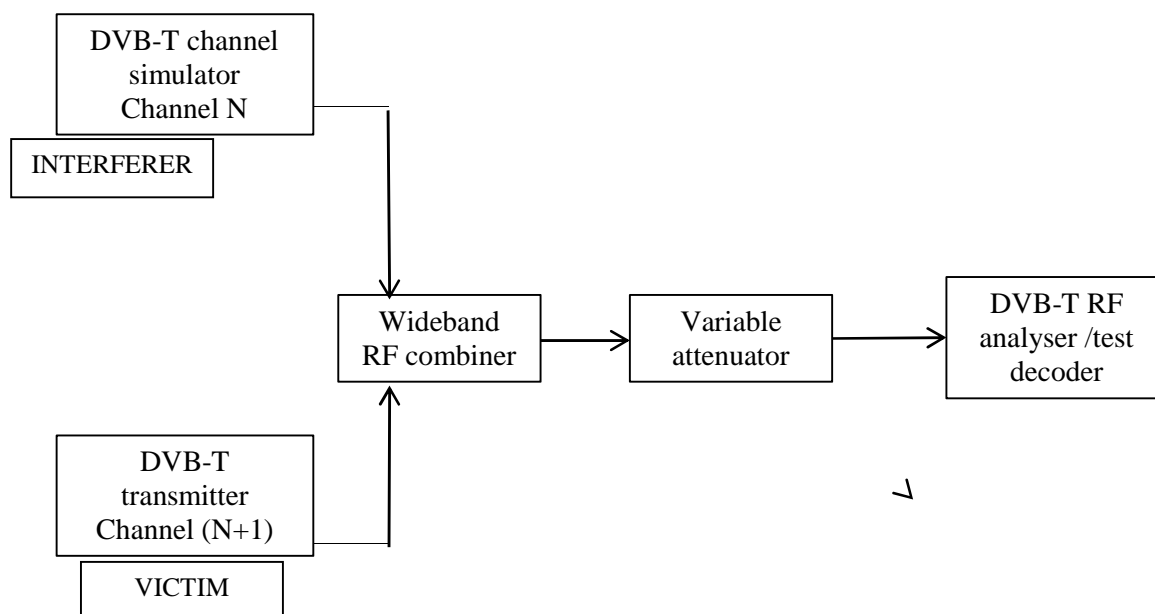 DVB-T channel
simulator
Channel N
INTERFERER
Wideband
RF combiner
Variable
attenuator
DVB-T RF
analyser /test
decoder
DVB-T
transmitter
Channel (N+1)
VICTIM